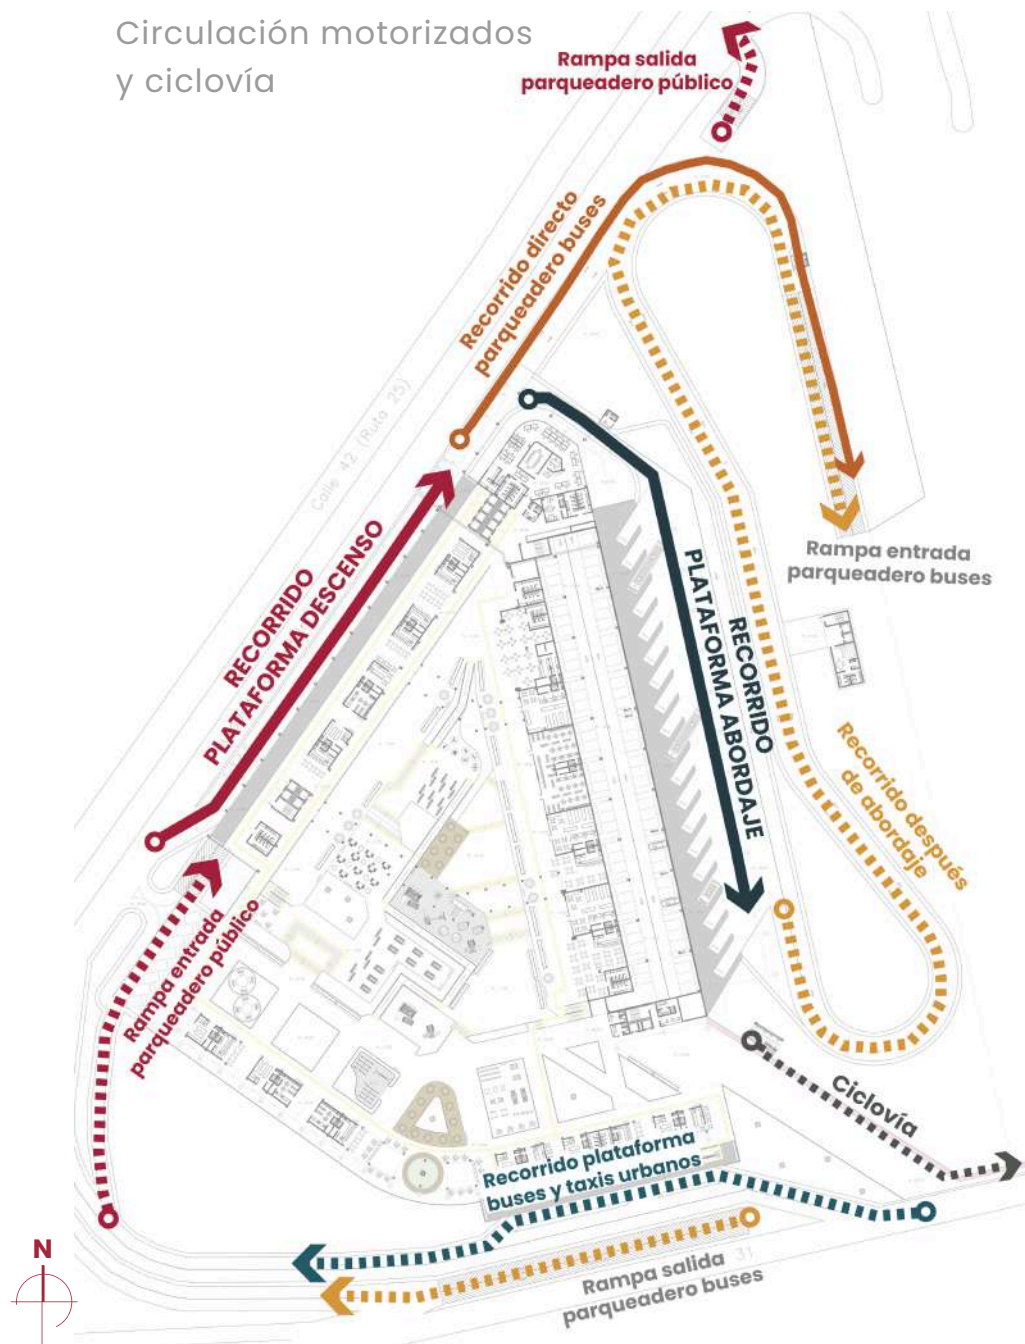 Circulación motorizados
y ciclovía
Rampa salida
parqueadero público
Recorrido directo
parqueadero buses
Calle 42 (Ruta 25)
RECORRIDO
PLATAFORMA DESCENSO
Rampa entrada
parqueadero buses
RECORRIDO
PLATAFORMA ABORDAJE
Recorrido después
de abordaje
Rampa entrada
parqueadero público
Ciclovía
Recorrido plataforma
buses y taxis urbanos
31
Rampa salida
parqueadero buses
N